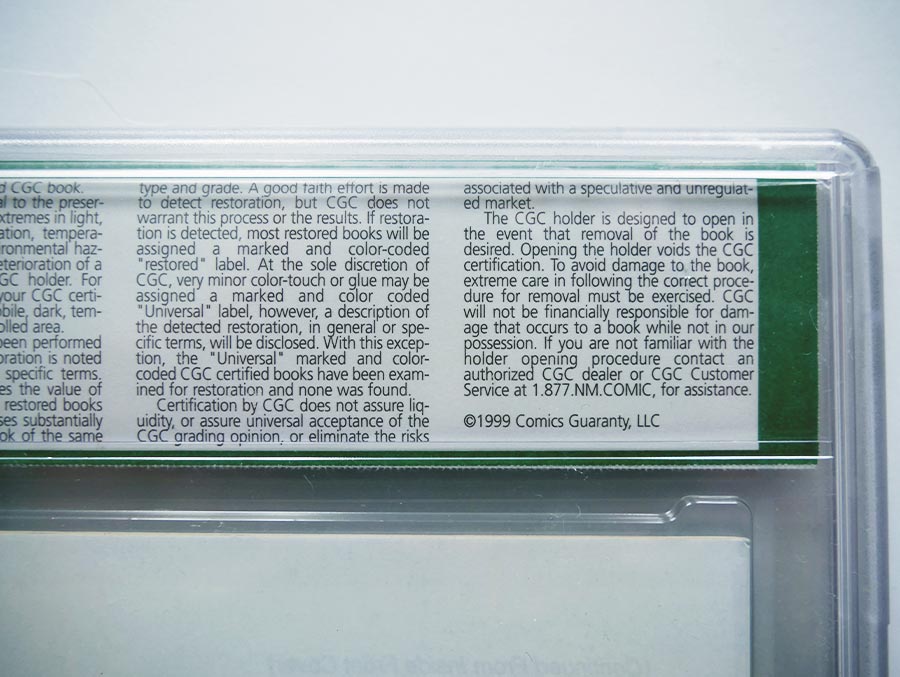 d CGC book.
al to the preser-
xtremes in light,
ation, tempera-
ronmental haz-
eterioration of a
GC holder. For
your CGC certi-
bile, dark, tem-
olled area.
been performed
oration is noted
specific terms.
es the value of
restored books
ses substantially
ok of the same
type and grade. A good faith effort is made
to detect restoration, but CGC does not
warrant this process or the results. If restora-
tion is detected, most restored books will be
assigned a marked and color-coded
"restored" label. At the sole discretion of
CGC, very minor color-touch or glue may be
assigned a marked and color coded
"Universal" label, however, a description of
the detected restoration, in general or spe-
cific terms, will be disclosed. With this excep-
tion, the "Universal" marked and color-
coded CGC certified books have been exam-
ined for restoration and none was found.
Certification by CGC does not assure liq-
uidity, or assure universal acceptance of the
CGC grading opinion, or eliminate the risks
associated with a speculative and unregulat-
ed market.
The CGC holder is designed to open in
the event that removal of the book is
desired. Opening the holder voids the CGC
certification. To avoid damage to the book,
extreme care in following the correct proce-
dure for removal must be exercised. CGC
will not be financially responsible for dam-
age that occurs to a book while not in our
possession. If you are not familiar with the
holder opening procedure contact an
authorized CGC dealer or CGC Customer
Service at 1.877.NM.COMIC, for assistance.
©1999 Comics Guaranty, LLC
(Continued From Inside Front Cover)